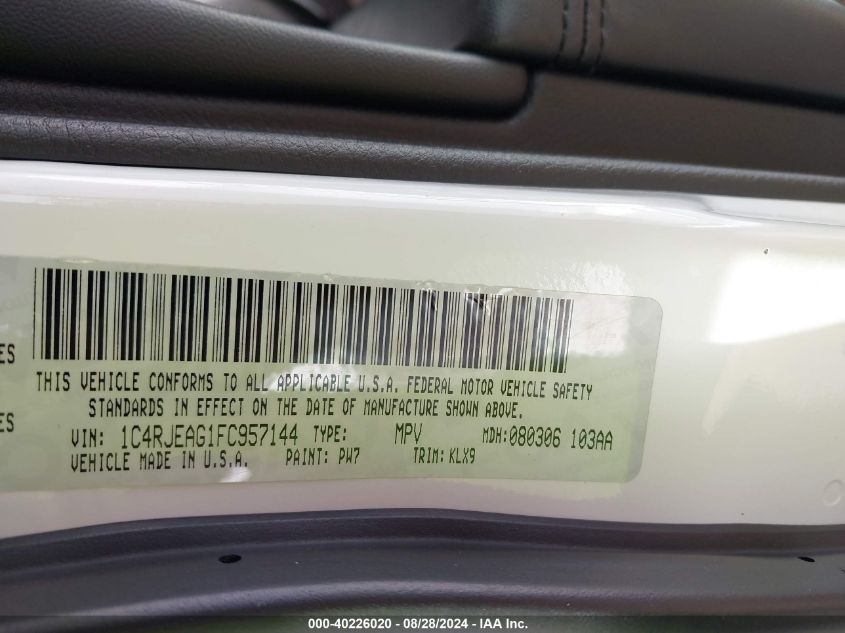 ES
THIS VEHICLE CONFORMS TO ALL APPLICABLE U.S.A. FEDERAL MOTOR VEHICLE SAFETY
ES
STANDARDS IN EFFECT ON THE DATE OF MANUFACTURE SHOWN ABOVE.
VIN: 1C4RJEAG1FC957144 TYPE: MPV MDH:080306 103AA
VEHICLE MADE IN U.S.A. PAINT: PW7 TRIM: KLX9
000-40226020 - 08/28/2024 - IAA Inc.